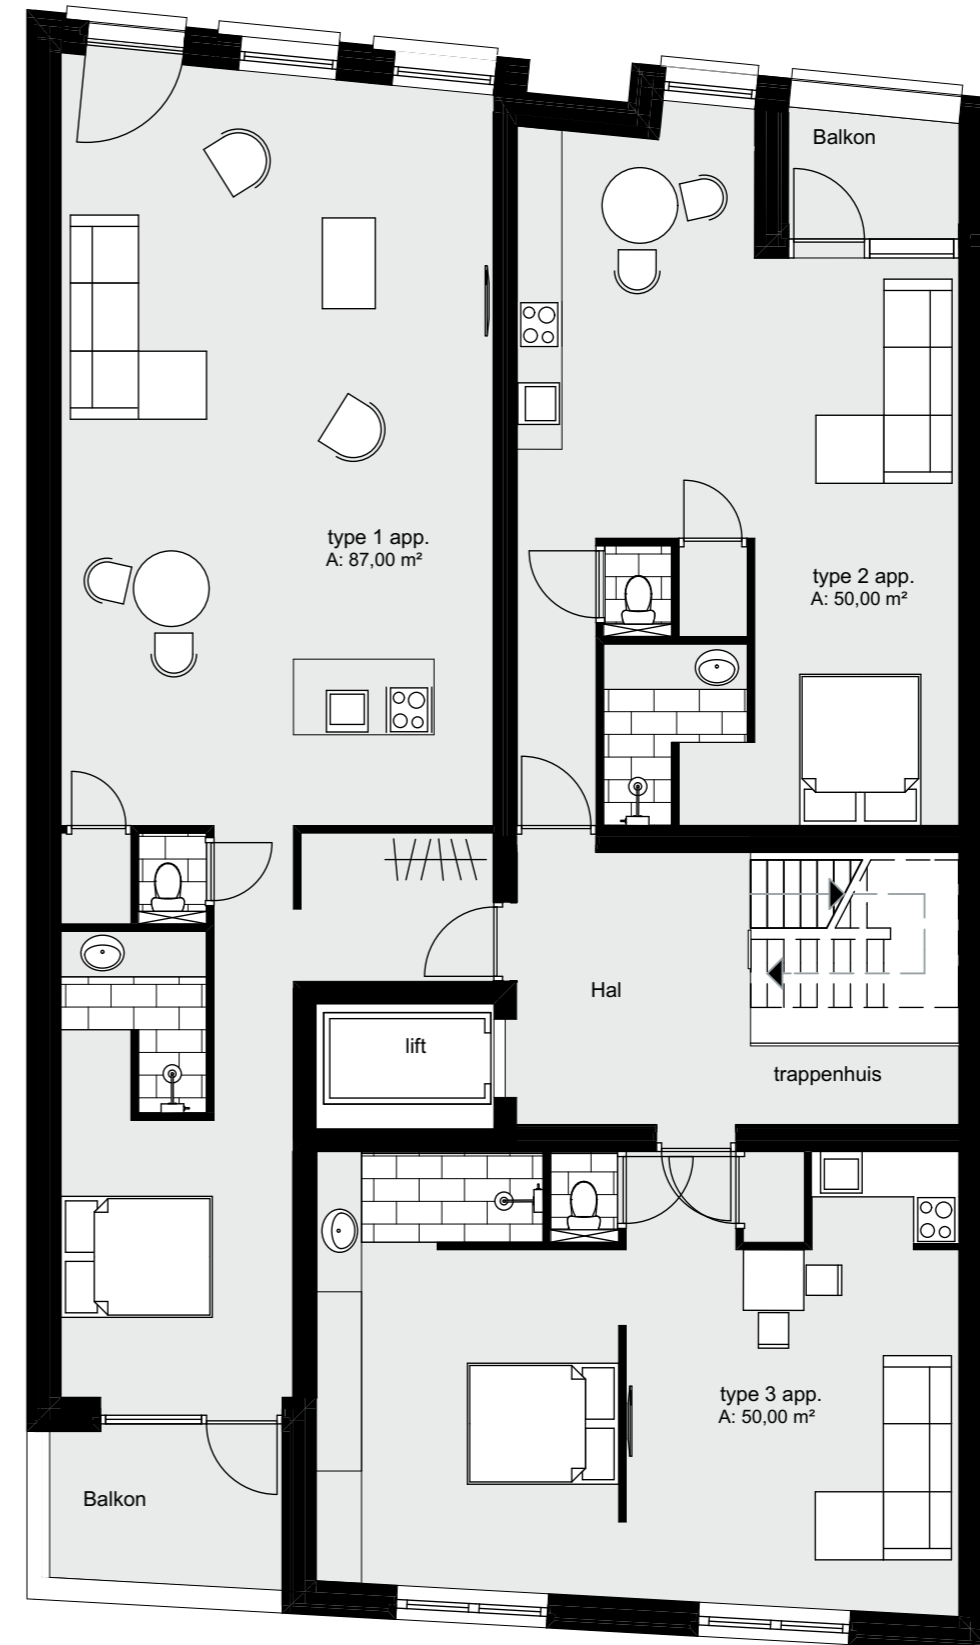 Balkon
type 1 app.
A: 87,00 m²
type 2 app.
A: 50,00 m²
Hal
lift
trappenhuis
type 3 app.
A: 50,00 m²
Balkon